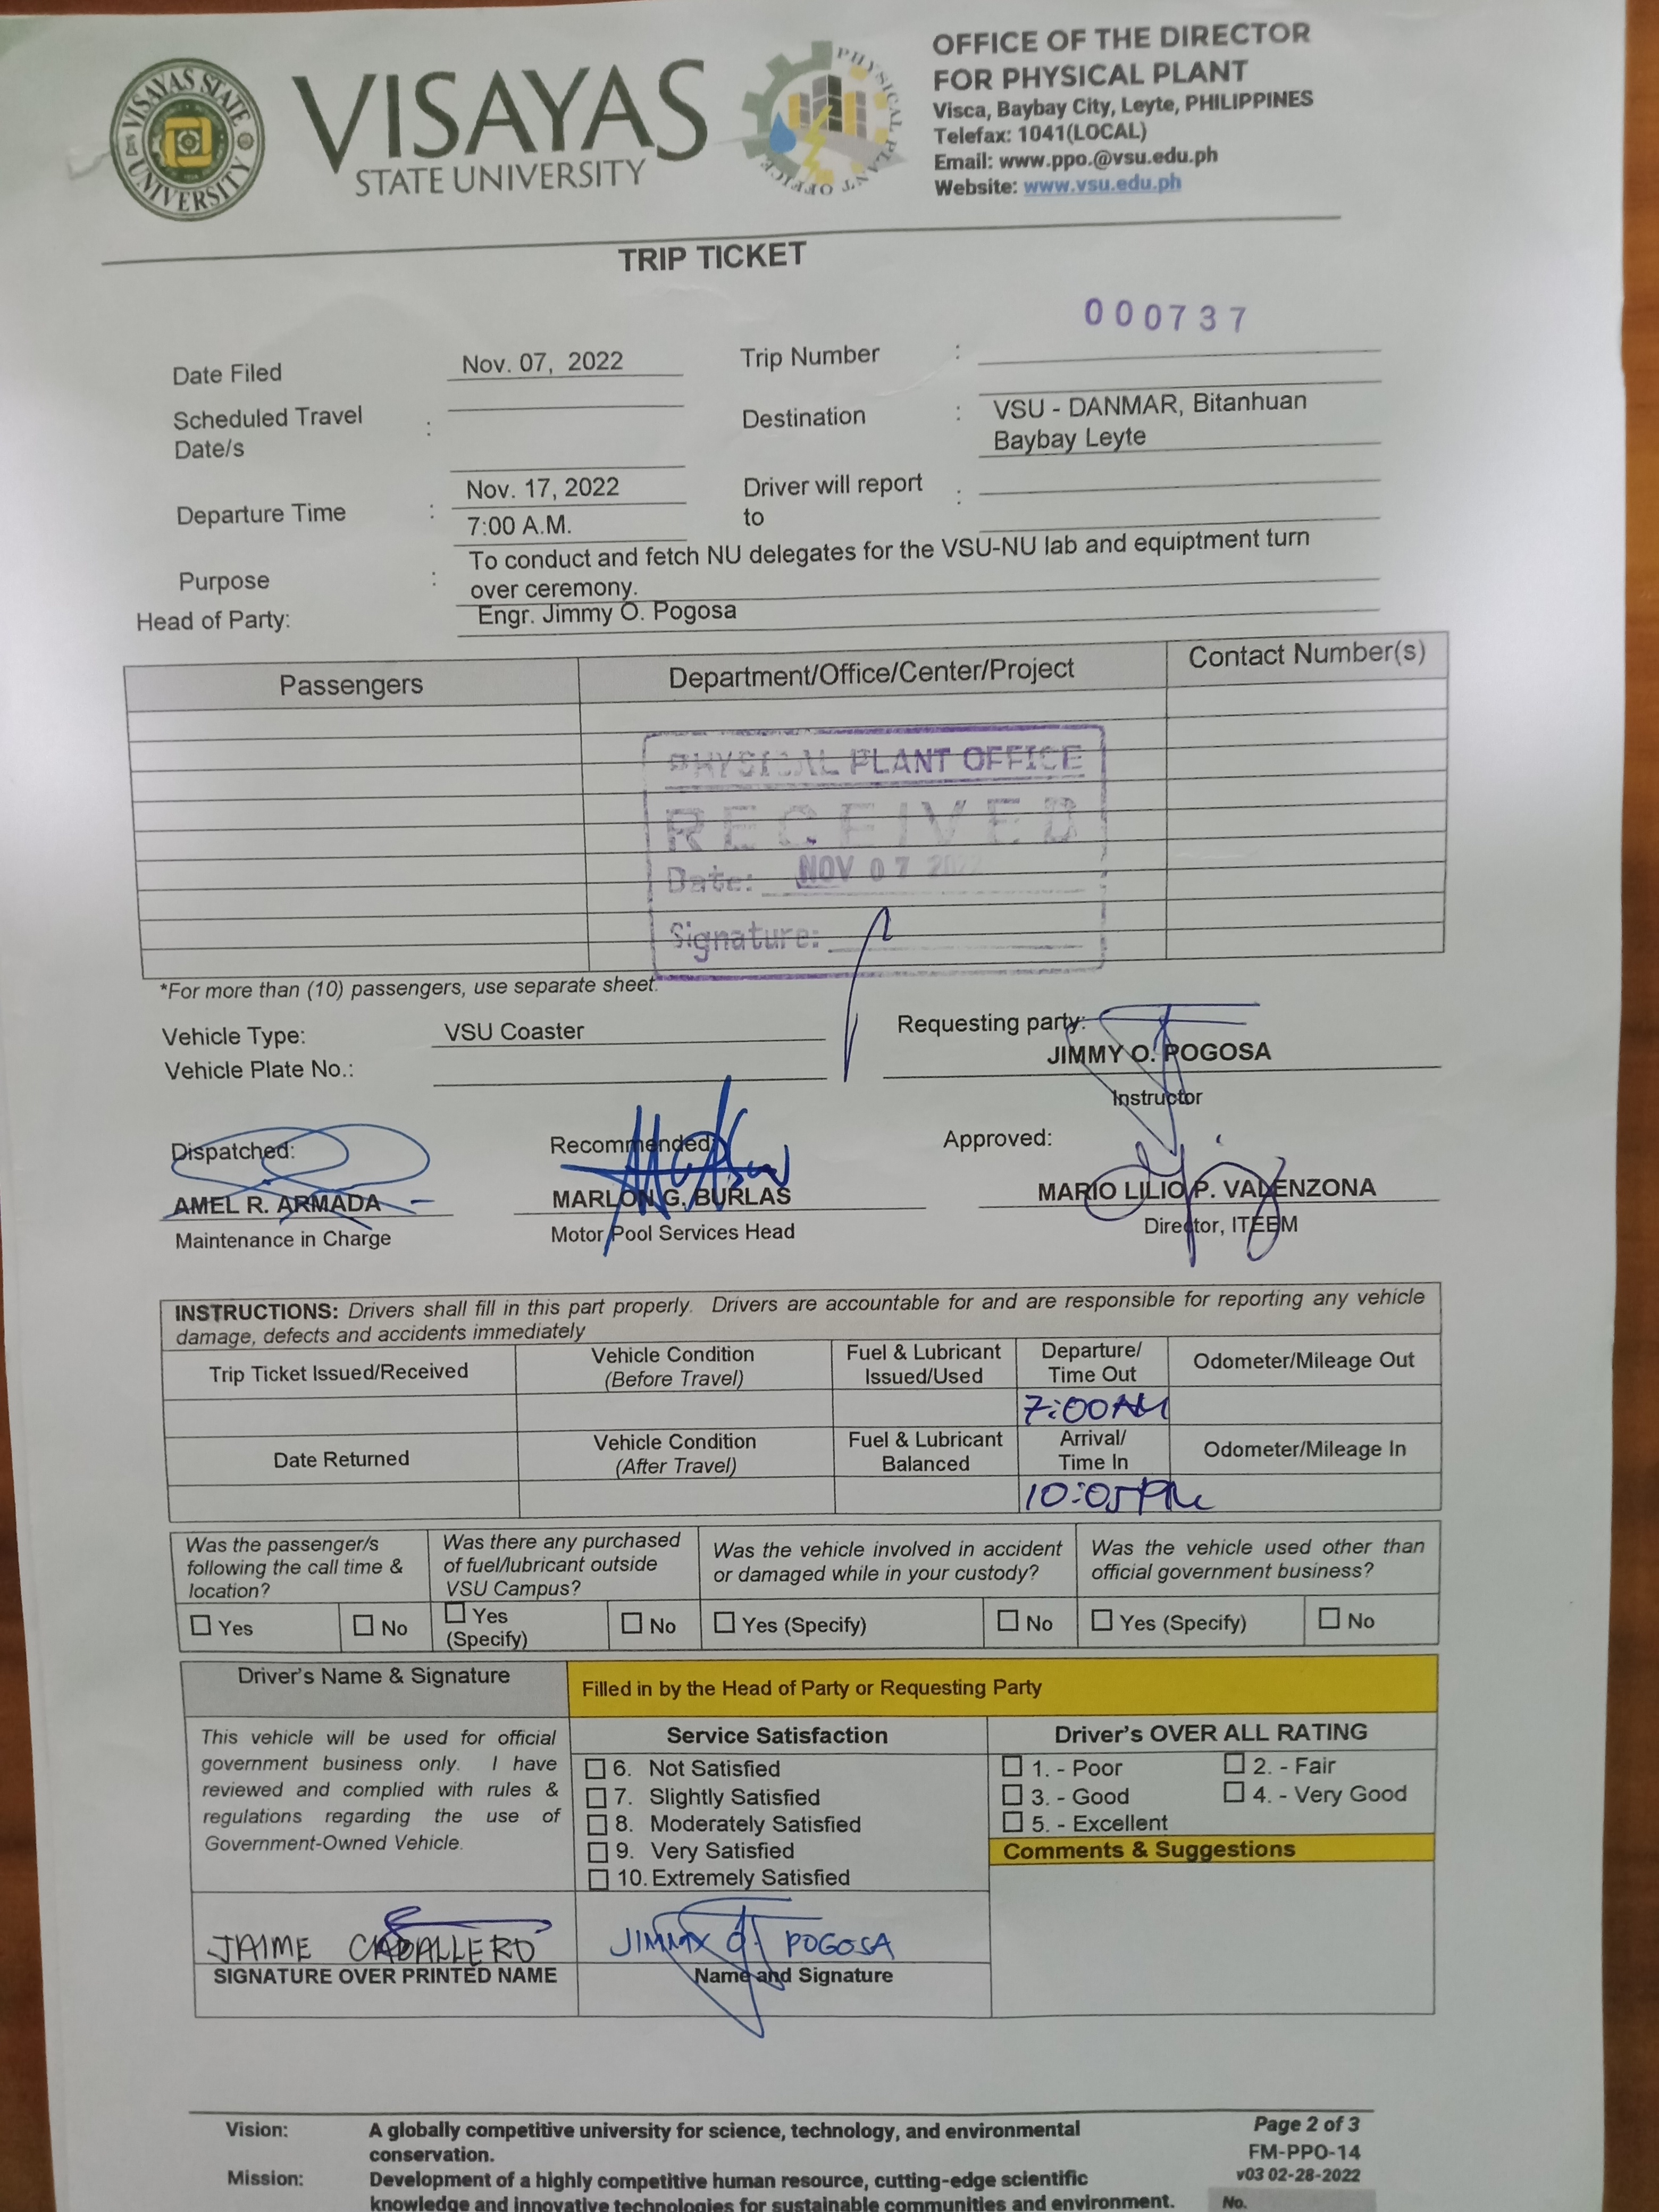 VISAYAS STATE UNIVERSITY
VISAYAS
STATE UNIVERSITY
PHYSICAL PLANT OFFICE
OFFICE OF THE DIRECTOR
FOR PHYSICAL PLANT
Visca, Baybay City, Leyte, PHILIPPINES
Telefax: 1041(LOCAL)
Email: www.ppo.@vsu.edu.ph
Website: www.vsu.edu.ph
TRIP TICKET
000737
Date Filed Nov. 07, 2022 Trip Number :
Scheduled Travel Date/s : Destination : VSU - DANMAR, Bitanhuan
Baybay Leyte
Departure Time : Nov. 17, 2022 Driver will report to :
7:00 A.M.
Purpose : To conduct and fetch NU delegates for the VSU-NU lab and equiptment turn
over ceremony.
Head of Party: Engr. Jimmy O. Pogosa
Passengers Department/Office/Center/Project Contact Number(s)
PHYSICAL PLANT OFFICE
RECEIVED
Date: NOV 07 2022
Signature:
*For more than (10) passengers, use separate sheet.
Vehicle Type: VSU Coaster Requesting party:
JIMMY O. POGOSA
Vehicle Plate No.:
Instructor
Dispatched: Recommended: Approved:
AMEL R. ARMADA MARLON G. BURLAS MARIO LILIO P. VALENZONA
Maintenance in Charge Motor Pool Services Head Director, ITEEM
INSTRUCTIONS: Drivers shall fill in this part properly. Drivers are accountable for and are responsible for reporting any vehicle
damage, defects and accidents immediately
Trip Ticket Issued/Received Vehicle Condition (Before Travel) Fuel & Lubricant Issued/Used Departure/ Time Out Odometer/Mileage Out
7:00AM
Date Returned Vehicle Condition (After Travel) Fuel & Lubricant Balanced Arrival/ Time In Odometer/Mileage In
10:05PM
Was the passenger/s following the call time & location? Was there any purchased of fuel/lubricant outside VSU Campus? Was the vehicle involved in accident or damaged while in your custody? Was the vehicle used other than official government business?
Yes No Yes (Specify) No Yes (Specify) No Yes (Specify) No
Driver's Name & Signature Filled in by the Head of Party or Requesting Party
This vehicle will be used for official
government business only. I have
reviewed and complied with rules &
regulations regarding the use of
Government-Owned Vehicle.
Service Satisfaction
6. Not Satisfied
7. Slightly Satisfied
8. Moderately Satisfied
9. Very Satisfied
10. Extremely Satisfied
Driver's OVER ALL RATING
1. - Poor 2. - Fair
3. - Good 4. - Very Good
5. - Excellent
Comments & Suggestions
JAIME CABALLERO JIMMY O. POGOSA
SIGNATURE OVER PRINTED NAME Name and Signature
Vision: A globally competitive university for science, technology, and environmental
conservation.
Mission: Development of a highly competitive human resource, cutting-edge scientific
knowledge and innovative technologies for sustainable communities and environment.
Page 2 of 3
FM-PPO-14
v03 02-28-2022
No.